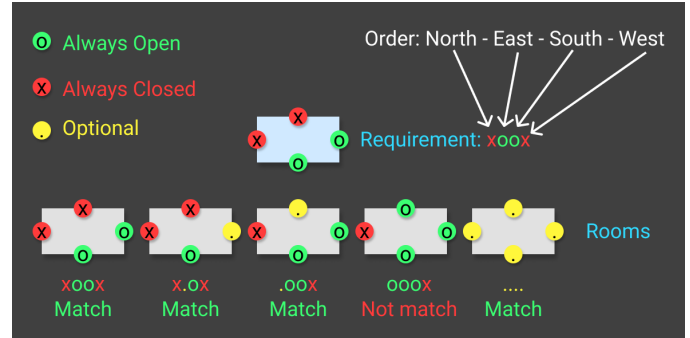 o Always Open
Order: North - East - South - West
x Always Closed
. Optional
x
x o
o
Requirement: xoox
x x . o .
x o x . x o x o . .
o o o o .
Rooms
xoox x.ox .oox ooox ....
Match Match Match Not match Match